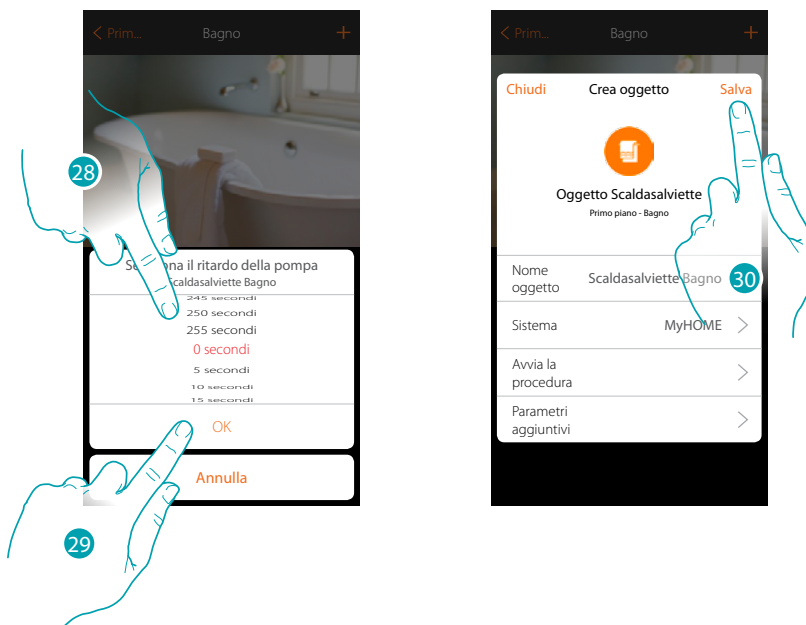 < Prim... Bagno +
28
Se ona il ritardo della pompa
Scaldasalviette Bagno
245 secondi
250 secondi
255 secondi
0 secondi
5 secondi
10 secondi
15 secondi
OK
Annulla
29
< Prim... Bagno +
Chiudi Crea oggetto Salva
Oggetto Scaldasalviette
Primo piano - Bagno
Nome oggetto Scaldasalviette Bagno
30
Sistema MyHOME >
Avvia la procedura >
Parametri aggiuntivi >